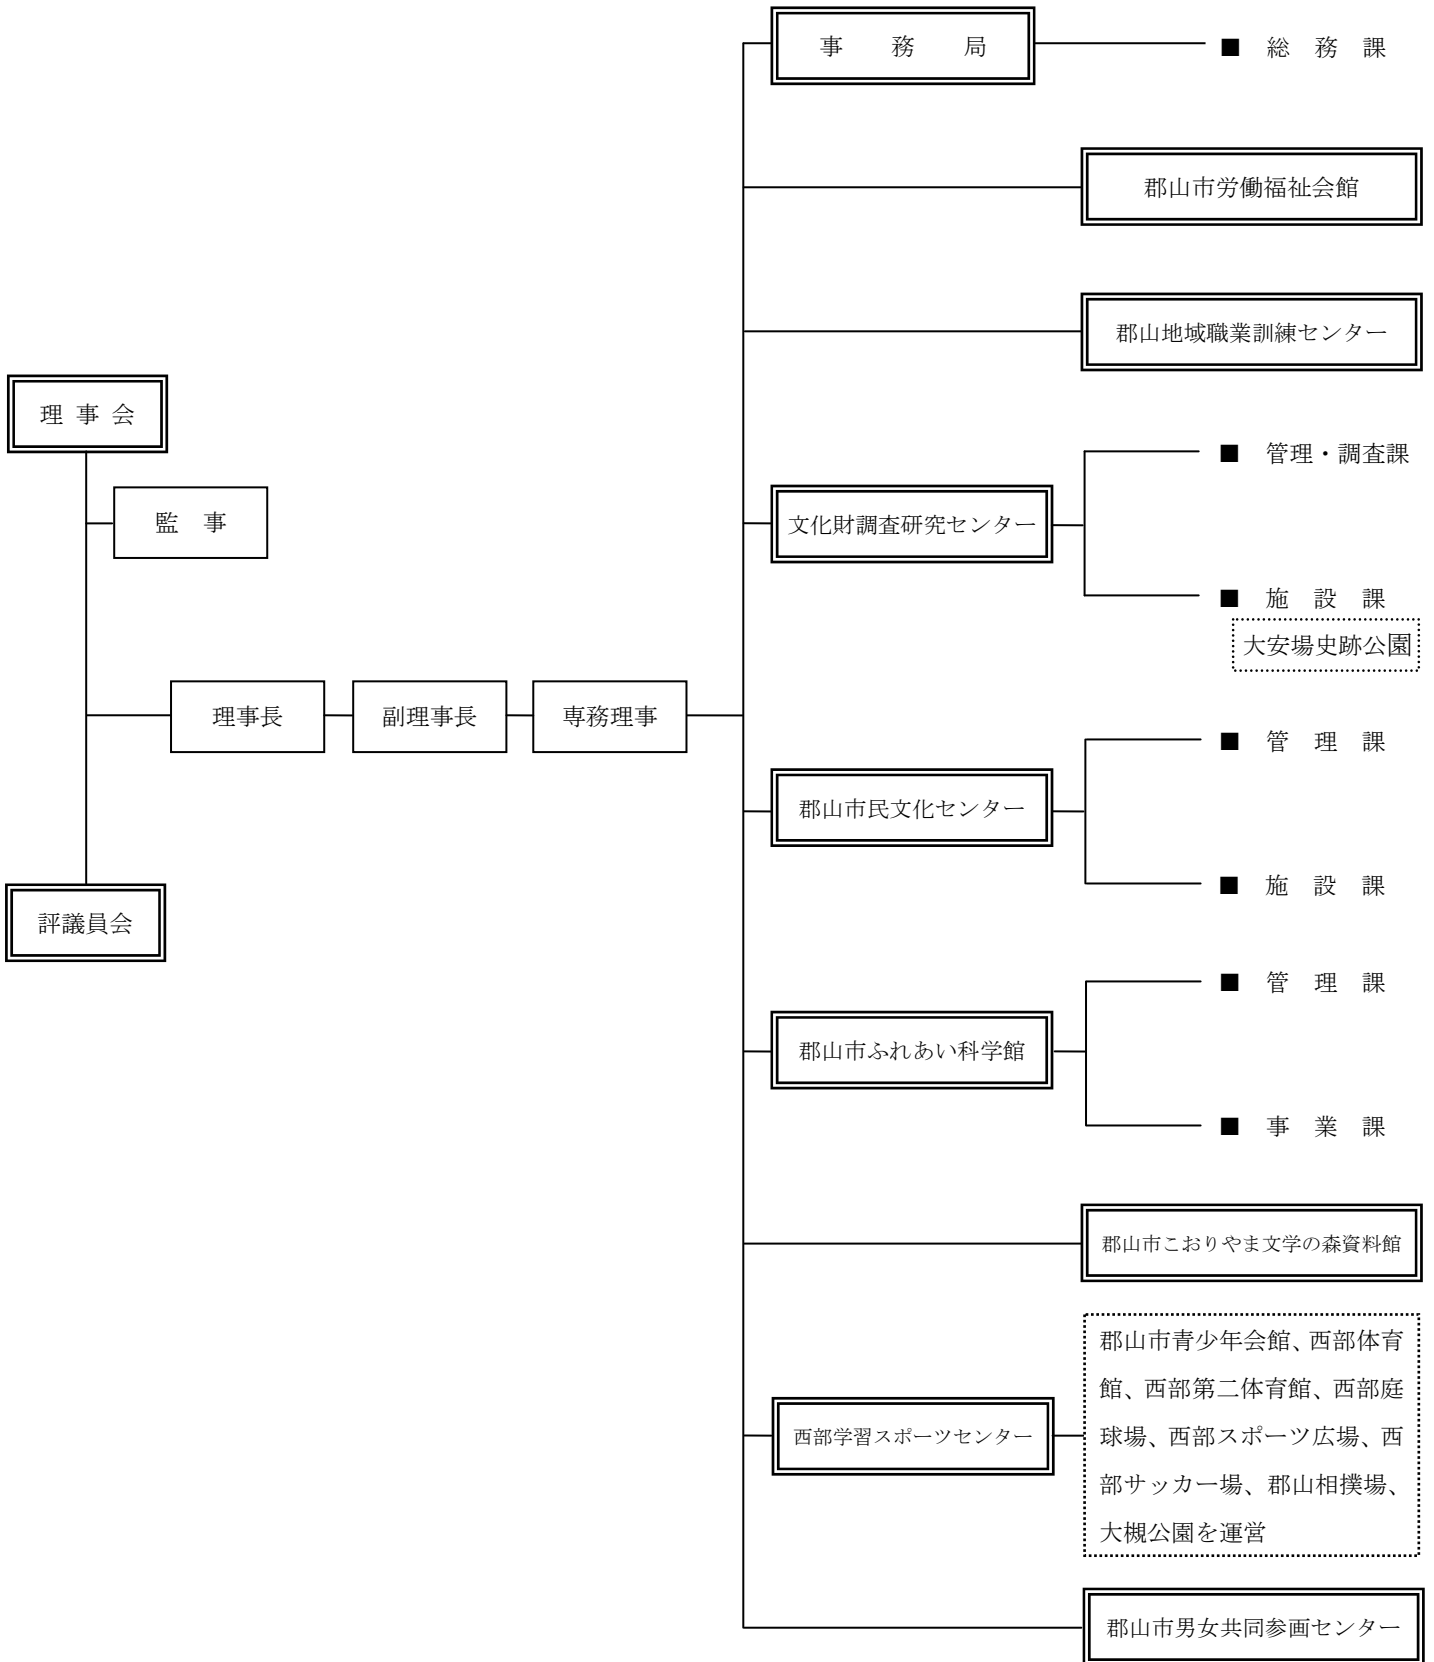 事　務　局
■ 総 務 課
郡山市労働福祉会館
郡山地域職業訓練センター
理 事 会
監　事
■ 管理・調査課
文化財調査研究センター
■ 施 設 課
大安場史跡公園
理事長
副理事長
専務理事
■ 管 理 課
郡山市民文化センター
■ 施 設 課
評議員会
■ 管 理 課
郡山市ふれあい科学館
■ 事 業 課
郡山市こおりやま文学の森資料館
西部学習スポーツセンター
郡山市青少年会館、西部体育
館、西部第二体育館、西部庭
球場、西部スポーツ広場、西
部サッカー場、郡山相撲場、
大槻公園を運営
郡山市男女共同参画センター